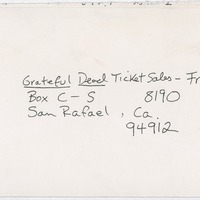 Grateful Dead Ticket Sales - Fr
Box C - S 8190
San Rafael, Ca.
94912